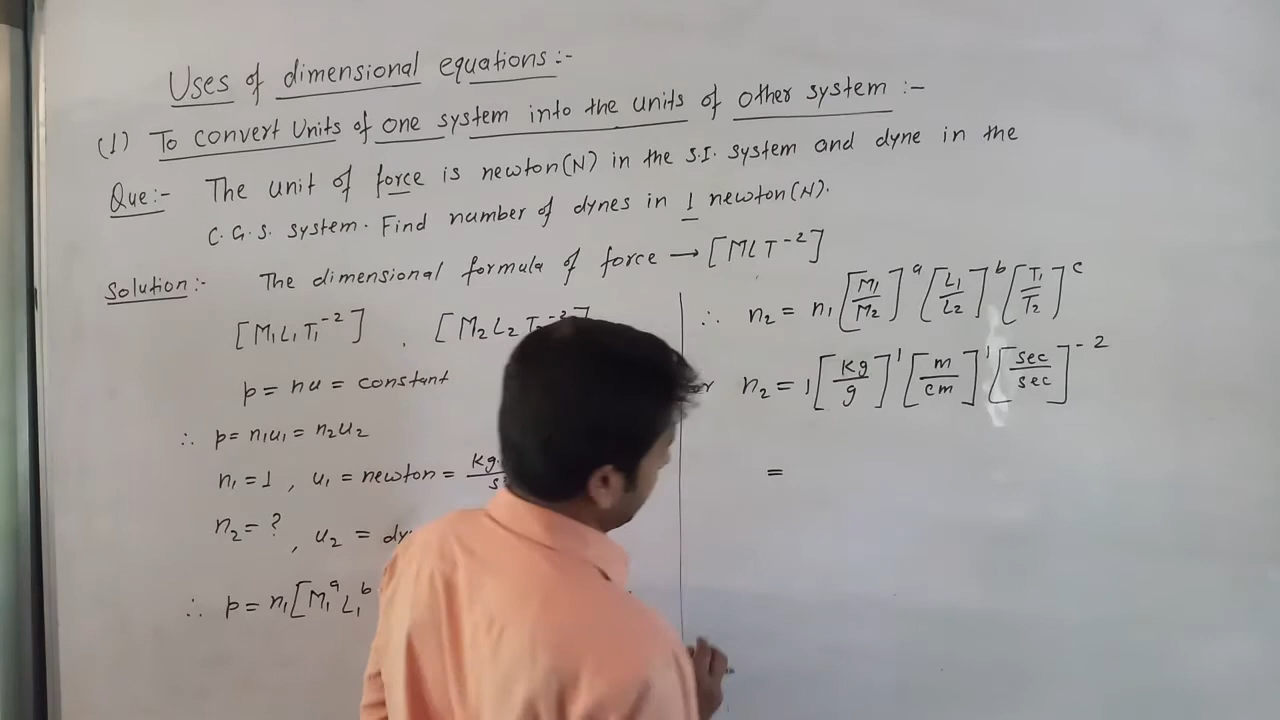 Uses of dimensional equations:-
(1) To convert Units of one system into the units of other system :-
Que:- The unit of force is newton(N) in the S.I. system and dyne in the
C.G.S. system. Find number of dynes in 1 newton(N).
Solution:- The dimensional formula of force → [MLT⁻²]
[M₁L₁T₁⁻²] , [M₂L₂T₂⁻²]
p = nu = constant
∴ p = n₁u₁ = n₂u₂
n₁ = 1 , u₁ = newton = kg.
n₂ = ? , u₂ =
∴ p = n₁[M₁ᵃ L₁ᵇ
∴ n₂ = n₁ [M₁/M₂]ᵃ [L₁/L₂]ᵇ [T₁/T₂]ᶜ
or n₂ = 1 [kg/g]¹ [m/cm]¹ [sec/sec]⁻²
=